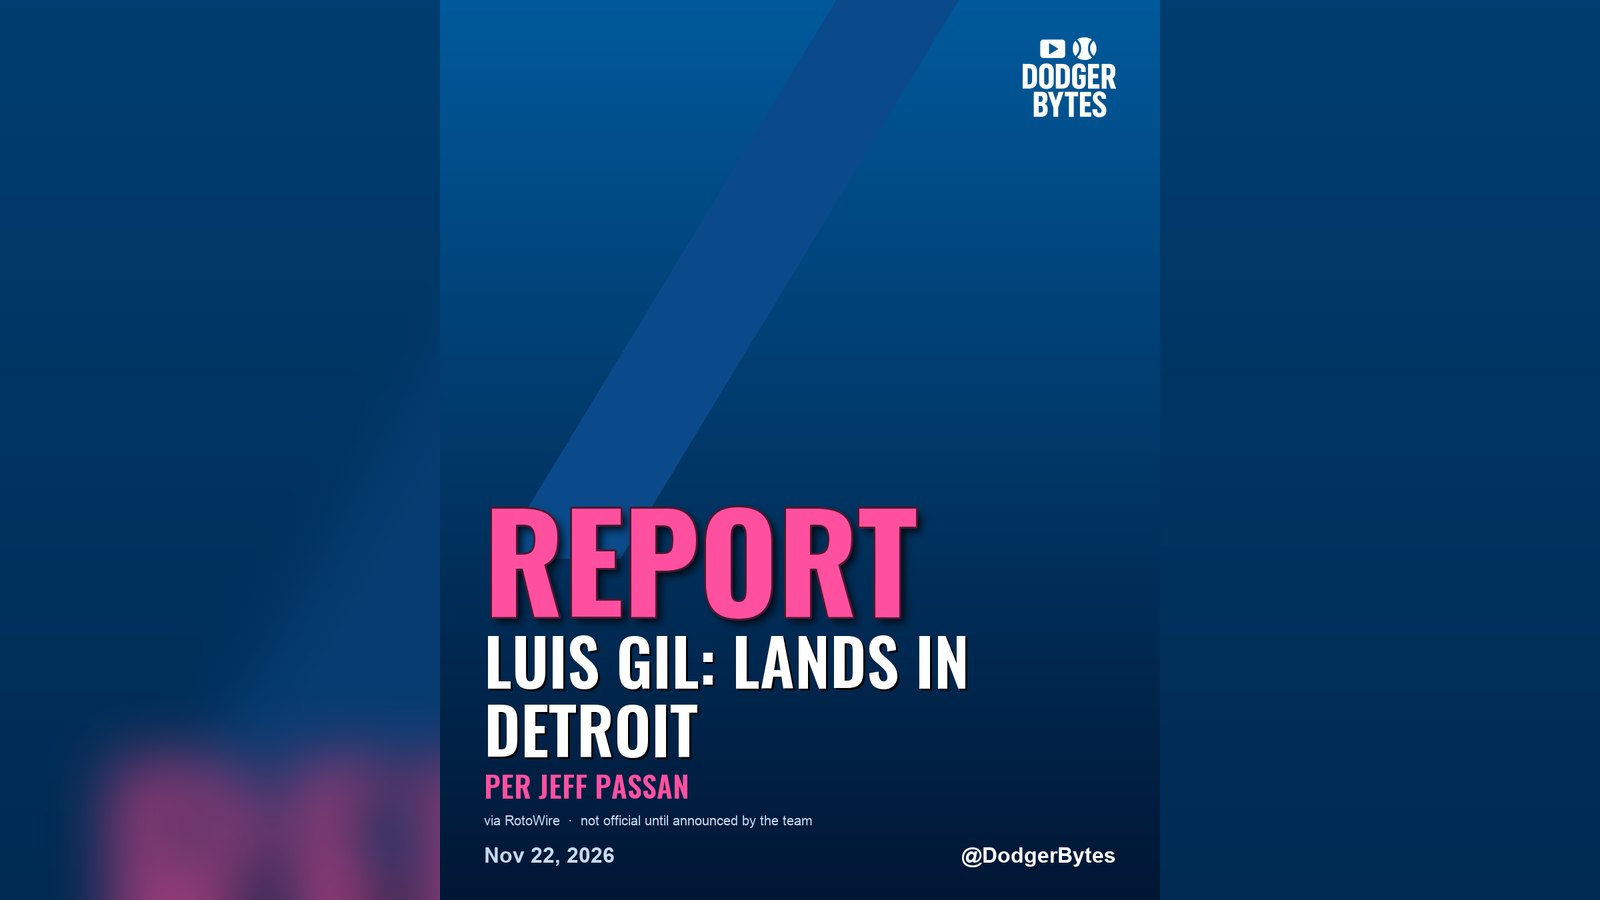 DODGER
BYTES
REPORT
LUIS GIL: LANDS IN
DETROIT
PER JEFF PASSAN
via RotoWire · not official until announced by the team
Nov 22, 2026
@DodgerBytes